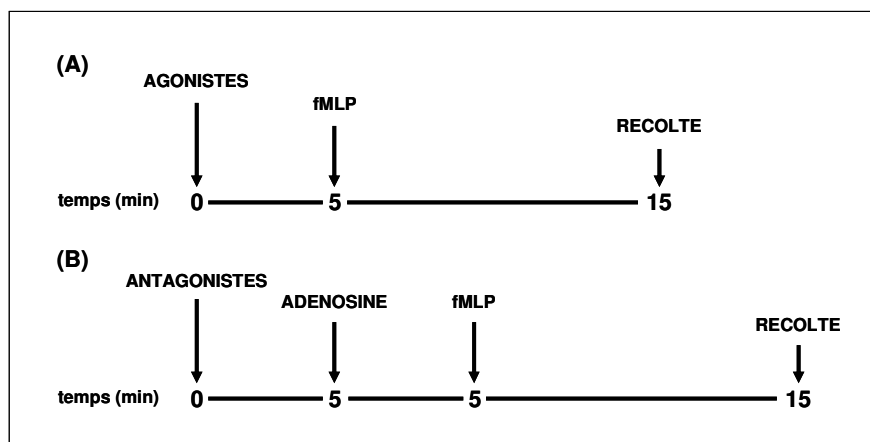 (A)
AGONISTES
fMLP
RECOLTE
temps (min) 0 5 15
(B)
ANTAGONISTES
ADENOSINE fMLP
RECOLTE
temps (min) 0 5 5 15